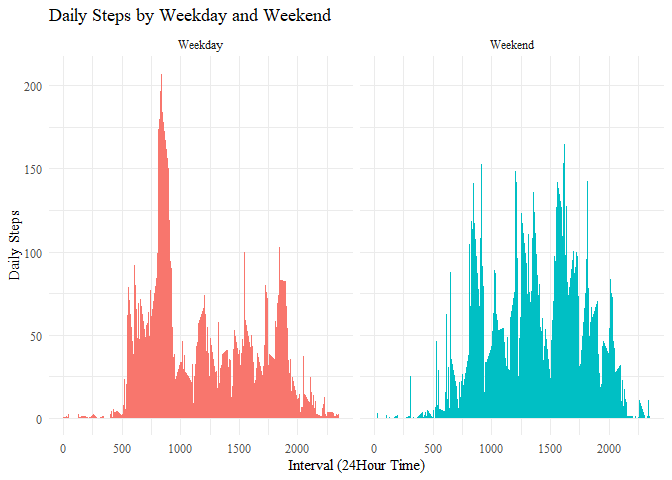 Daily Steps by Weekday and Weekend
Weekday
Weekend
200
150
100
50
0
Daily Steps
0 500 1000 1500 2000
0 500 1000 1500 2000
Interval (24Hour Time)